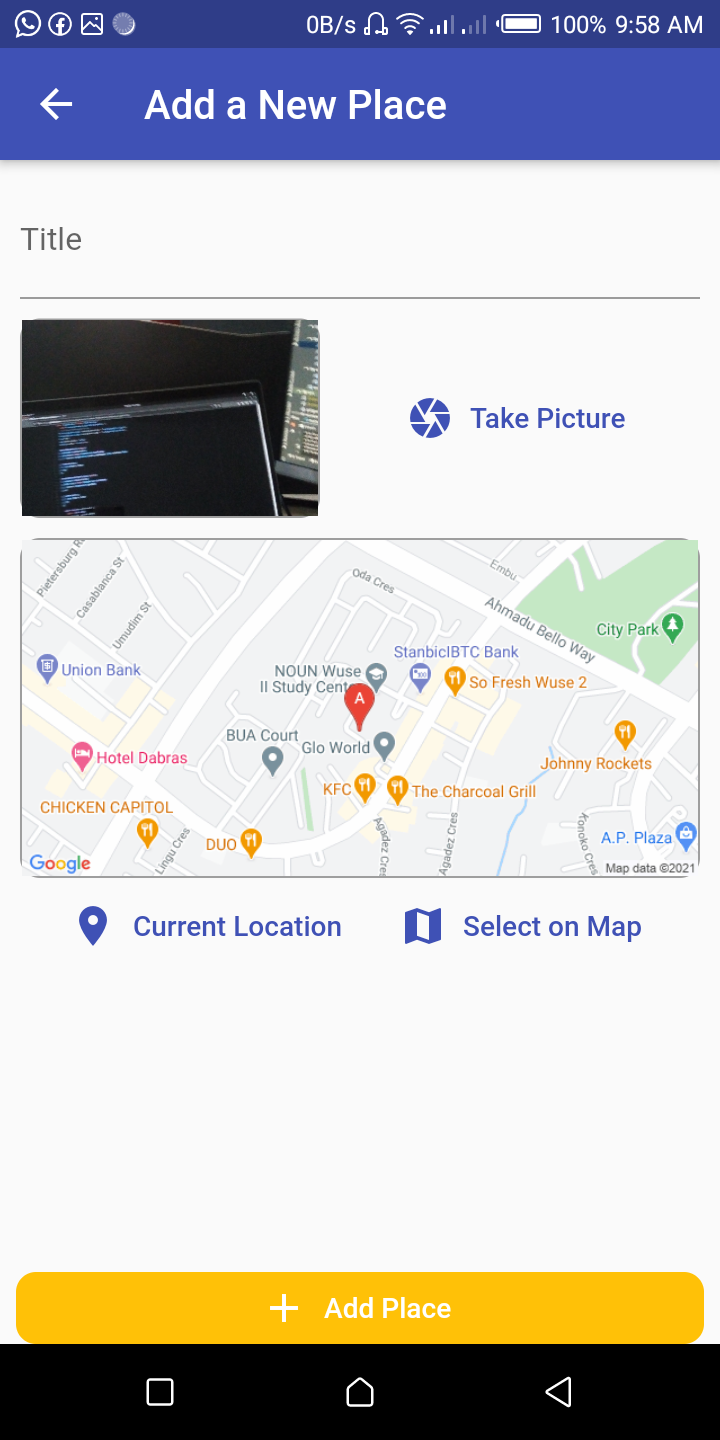 0B/s 100% 9:58 AM
Add a New Place
Title
Take Picture
Pietersburg R
Casablanca St
Umudim St
Oda Cres
Embu
Ahmadu Bello Way
City Park
StanbicIBTC Bank
Union Bank
NOUN Wuse
II Study Cent
So Fresh Wuse 2
A
BUA Court
Glo World
Hotel Dabras
Johnny Rockets
KFC
The Charcoal Grill
CHICKEN CAPITOL
DUO
Lingu Cres
Agadez Cres
Agadez Cres
Konoko Cres
A.P. Plaza
Google
Map data ©2021
Current Location
Select on Map
Add Place